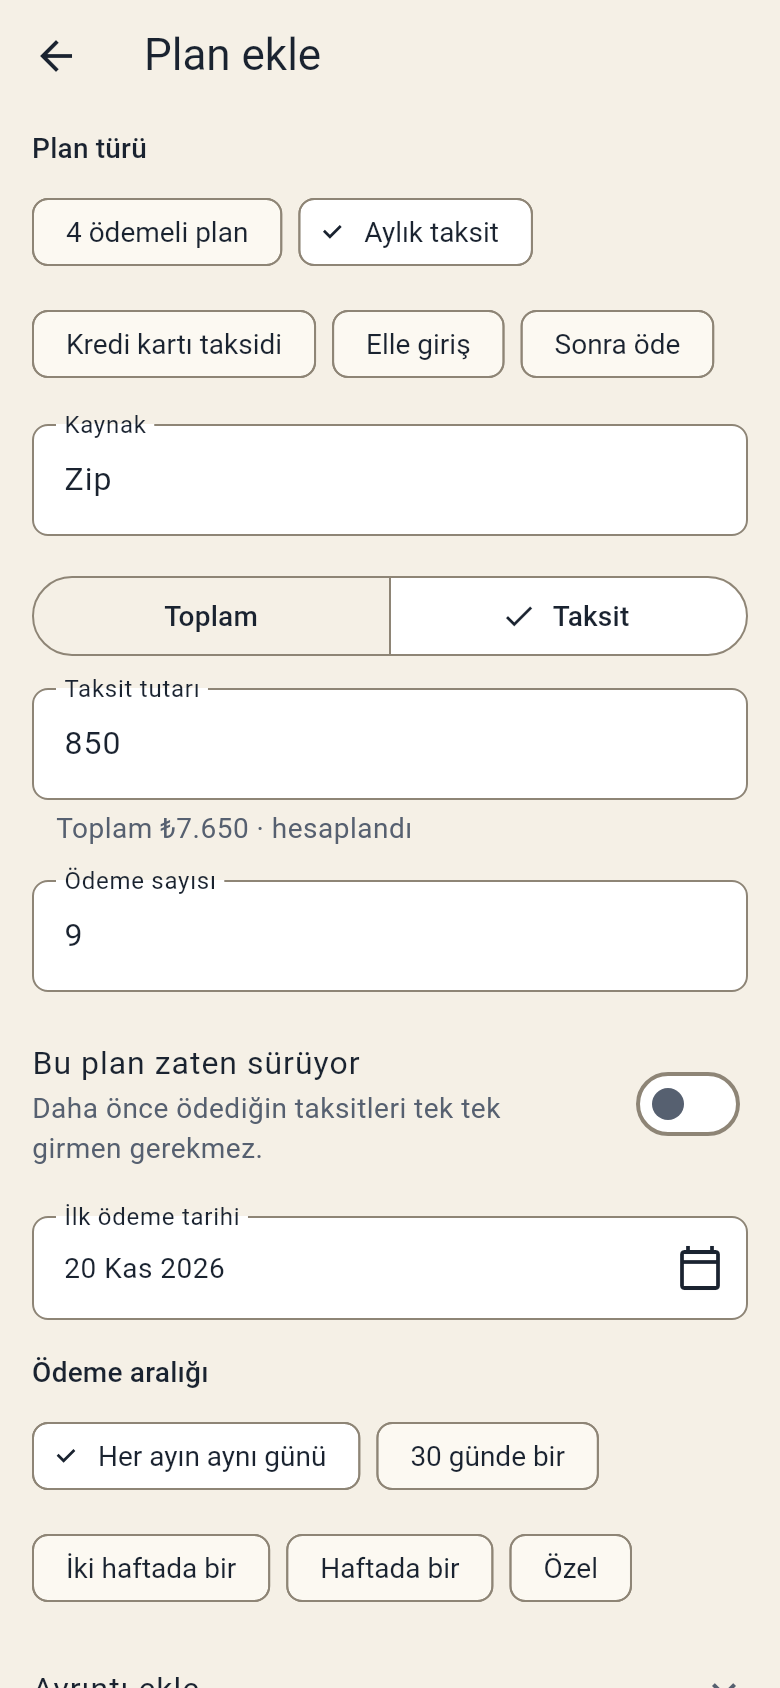 Plan ekle
Plan türü
4 ödemeli plan
Aylık taksit
Kredi kartı taksidi
Elle giriş
Sonra öde
Kaynak
Zip
Toplam
Taksit
Taksit tutarı
850
Toplam ₺7.650 · hesaplandı
Ödeme sayısı
9
Bu plan zaten sürüyor
Daha önce ödediğin taksitleri tek tek
girmen gerekmez.
İlk ödeme tarihi
20 Kas 2026
Ödeme aralığı
Her ayın aynı günü
30 günde bir
İki haftada bir
Haftada bir
Özel
Ayrıntı ekle